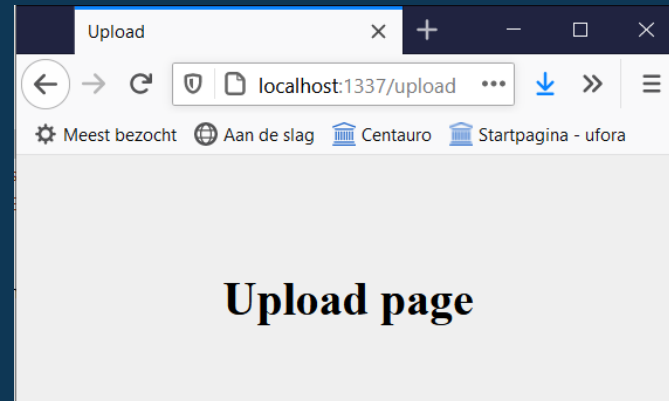 Upload
localhost:1337/upload
Meest bezocht Aan de slag Centauro Startpagina - ufora
Upload page